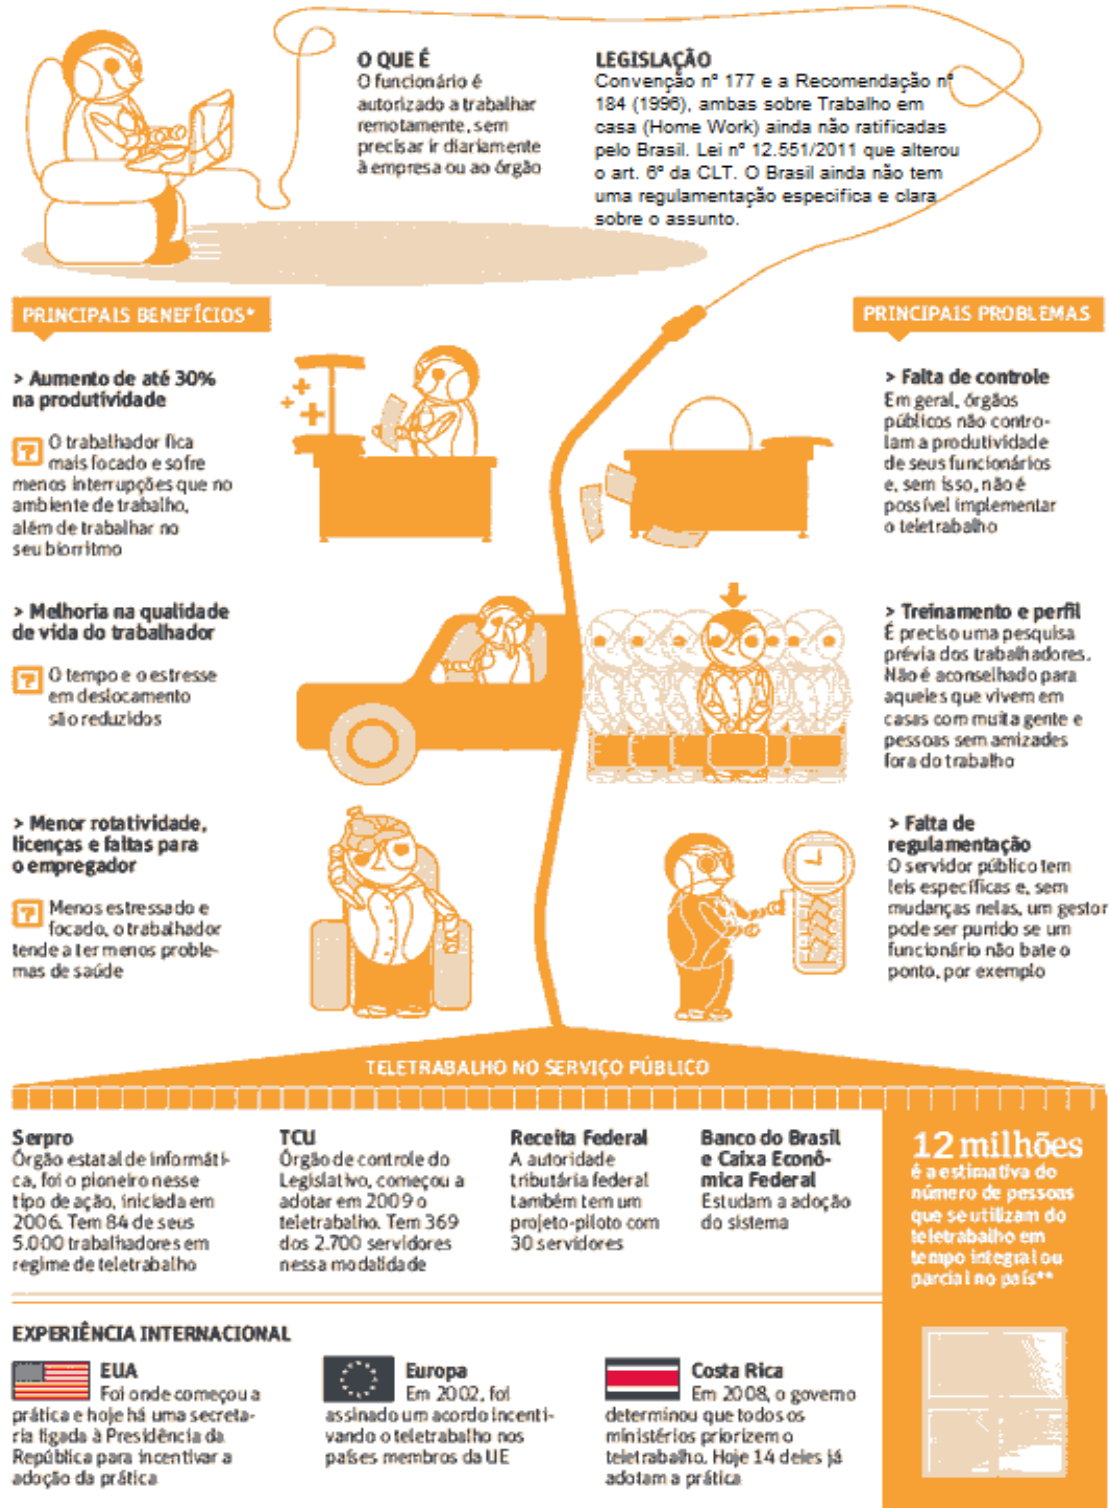 O QUE É
O funcionário é
autorizado a trabalhar
remotamente, sem
precisar ir diariamente
à empresa ou ao órgão
LEGISLAÇÃO
Convenção nº 177 e a Recomendação nº
184 (1996), ambas sobre Trabalho em
casa (Home Work) ainda não ratificadas
pelo Brasil. Lei nº 12.551/2011 que alterou
o art. 6º da CLT. O Brasil ainda não tem
uma regulamentação especifica e clara
sobre o assunto.
PRINCIPAIS BENEFÍCIOS*
> Aumento de até 30%
na produtividade
? O trabalhador fica
mais focado e sofre
menos interrupções que no
ambiente de trabalho,
além de trabalhar no
seu biorritmo
> Melhoria na qualidade
de vida do trabalhador
? O tempo e o estresse
em deslocamento
são reduzidos
> Menor rotatividade,
licenças e faltas para
o empregador
? Menos estressado e
focado, o trabalhador
tende a ter menos proble-
mas de saúde
PRINCIPAIS PROBLEMAS
> Falta de controle
Em geral, órgãos
públicos não contro-
lam a produtividade
de seus funcionários
e, sem isso, não é
possível implementar
o teletrabalho
> Treinamento e perfil
É preciso uma pesquisa
prévia dos trabalhadores.
Não é aconselhado para
aqueles que vivem em
casas com muita gente e
pessoas sem amizades
fora do trabalho
> Falta de
regulamentação
O servidor público tem
leis específicas e, sem
mudanças nelas, um gestor
pode ser punido se um
funcionário não bate o
ponto, por exemplo
TELETRABALHO NO SERVIÇO PÚBLICO
Serpro
Órgão estatal de informáti-
ca, foi o pioneiro nesse
tipo de ação, iniciada em
2006. Tem 84 de seus
5.000 trabalhadores em
regime de teletrabalho
TCU
Órgão de controle do
Legislativo, começou a
adotar em 2009 o
teletrabalho. Tem 369
dos 2.700 servidores
nessa modalidade
Receita Federal
A autoridade
tributária federal
também tem um
projeto-piloto com
30 servidores
Banco do Brasil
e Caixa Econô-
mica Federal
Estudam a adoção
do sistema
12 milhões
é a estimativa do
número de pessoas
que se utilizam do
teletrabalho em
tempo integral ou
parcial no país**
EXPERIÊNCIA INTERNACIONAL
EUA
Foi onde começou a
prática e hoje há uma secreta-
ria ligada à Presidência da
República para incentivar a
adoção da prática
Europa
Em 2002, foi
assinado um acordo incenti-
vando o teletrabalho nos
países membros da UE
Costa Rica
Em 2008, o governo
determinou que todos os
ministérios priorizem o
teletrabalho. Hoje 14 deles já
adotam a prática